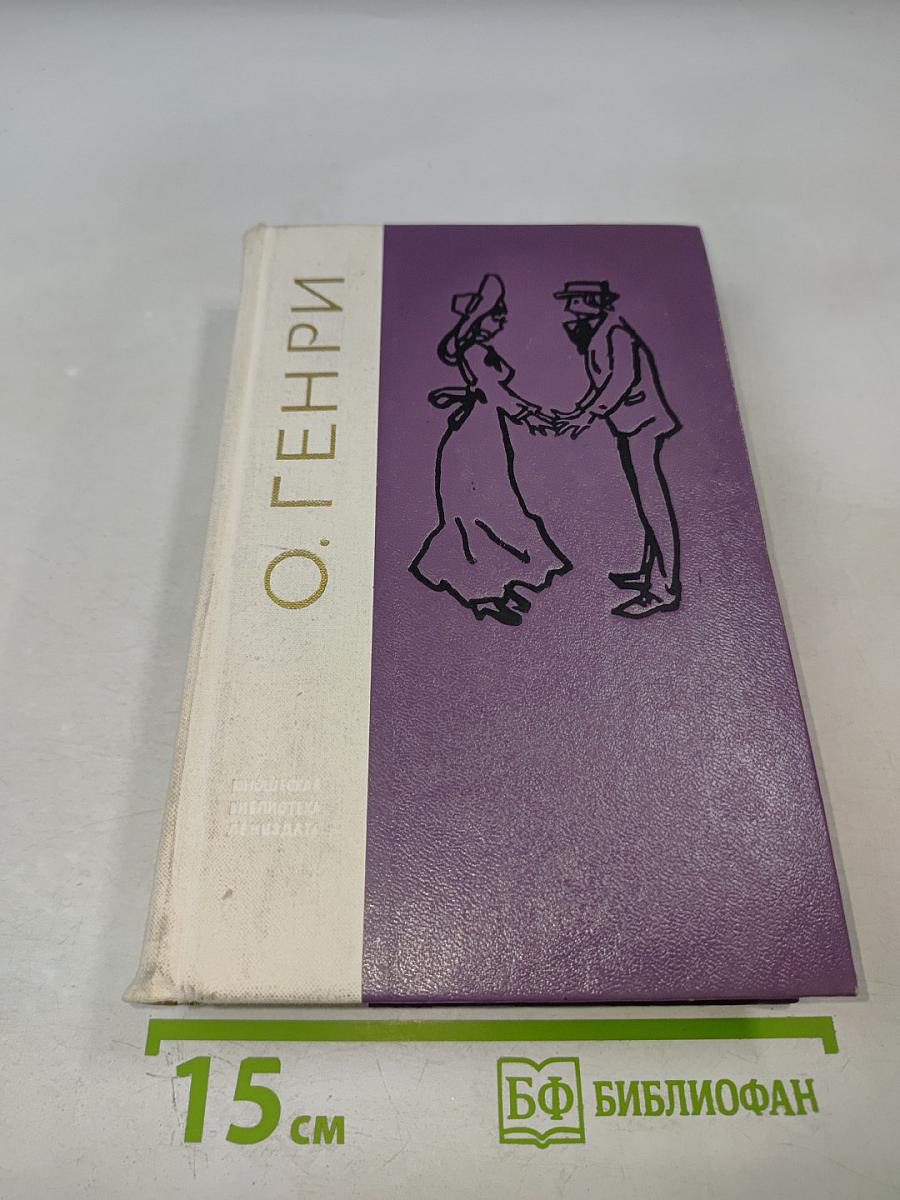 О. ГЕНРИ
ЮНОШЕСКАЯ
БИБЛИОТЕКА
ЛЕНИЗДАТА
15 см
БФ БИБЛИОФАН